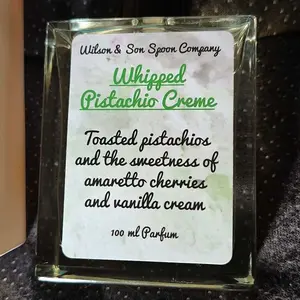 Wilson & Son Spoon Company
Whipped
Pistachio Creme
Toasted pistachios
and the sweetness of
amaretto cherries
and vanilla cream
100 ml Parfum